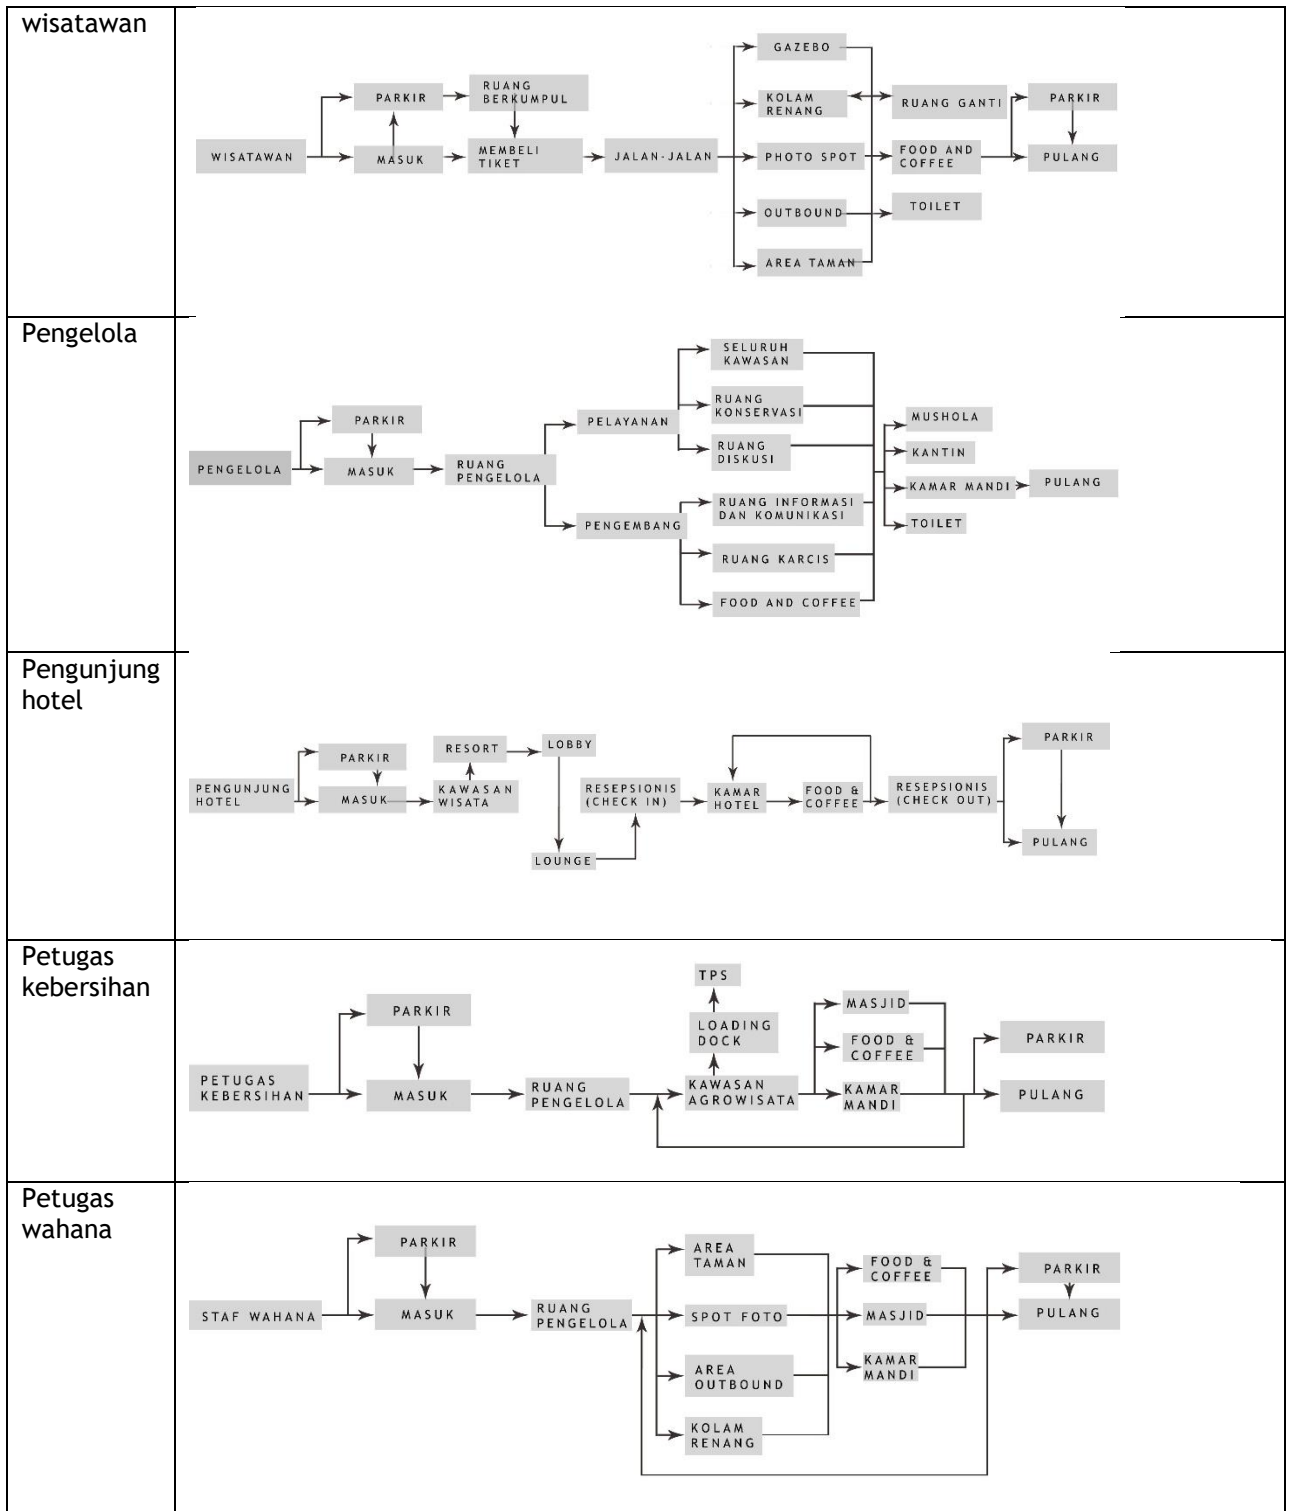 wisatawan
WISATAWAN
PARKIR
MASUK
RUANG
BERKUMPUL
MEMBELI
TIKET
JALAN-JALAN
GAZEBO
KOLAM
RENANG
PHOTO SPOT
OUTBOUND
AREA TAMAN
RUANG GANTI
FOOD AND
COFFEE
TOILET
PARKIR
PULANG
Pengelola
PENGELOLA
PARKIR
MASUK
RUANG
PENGELOLA
PELAYANAN
PENGEMBANG
SELURUH
KAWASAN
RUANG
KONSERVASI
RUANG
DISKUSI
RUANG INFORMASI
DAN KOMUNIKASI
RUANG KARCIS
FOOD AND COFFEE
MUSHOLA
KANTIN
KAMAR MANDI
TOILET
PULANG
Pengunjung
hotel
PENGUNJUNG
HOTEL
PARKIR
MASUK
RESORT
KAWASAN
WISATA
LOBBY
LOUNGE
RESEPSIONIS
(CHECK IN)
KAMAR
HOTEL
FOOD &
COFFEE
RESEPSIONIS
(CHECK OUT)
PARKIR
PULANG
Petugas
kebersihan
PETUGAS
KEBERSIHAN
PARKIR
MASUK
RUANG
PENGELOLA
TPS
LOADING
DOCK
KAWASAN
AGROWISATA
MASJID
FOOD &
COFFEE
KAMAR
MANDI
PARKIR
PULANG
Petugas
wahana
STAF WAHANA
PARKIR
MASUK
RUANG
PENGELOLA
AREA
TAMAN
SPOT FOTO
AREA
OUTBOUND
KOLAM
RENANG
FOOD &
COFFEE
MASJID
KAMAR
MANDI
PARKIR
PULANG